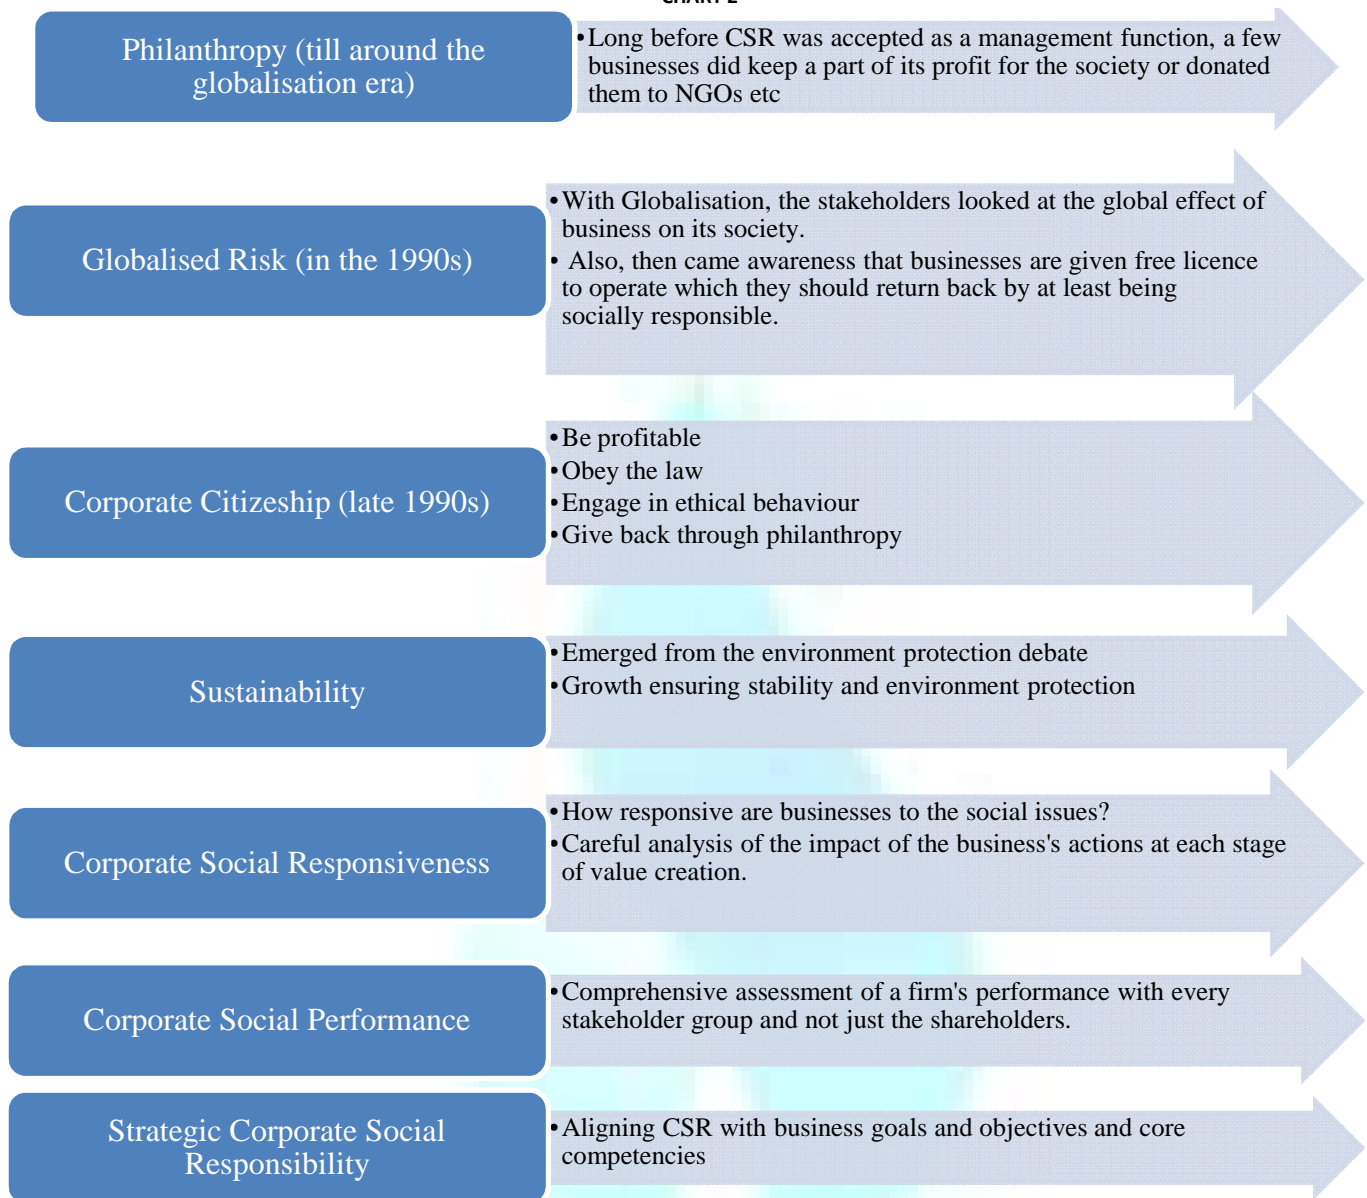 CHART 2
Philanthropy (till around the
globalisation era)
•Long before CSR was accepted as a management function, a few
businesses did keep a part of its profit for the society or donated
them to NGOs etc
Globalised Risk (in the 1990s)
•With Globalisation, the stakeholders looked at the global effect of
business on its society.
• Also, then came awareness that businesses are given free licence
to operate which they should return back by at least being
socially responsible.
Corporate Citizeship (late 1990s)
•Be profitable
•Obey the law
•Engage in ethical behaviour
•Give back through philanthropy
Sustainability
•Emerged from the environment protection debate
•Growth ensuring stability and environment protection
Corporate Social Responsiveness
•How responsive are businesses to the social issues?
•Careful analysis of the impact of the business's actions at each stage
of value creation.
Corporate Social Performance
•Comprehensive assessment of a firm's performance with every
stakeholder group and not just the shareholders.
Strategic Corporate Social
Responsibility
•Aligning CSR with business goals and objectives and core
competencies